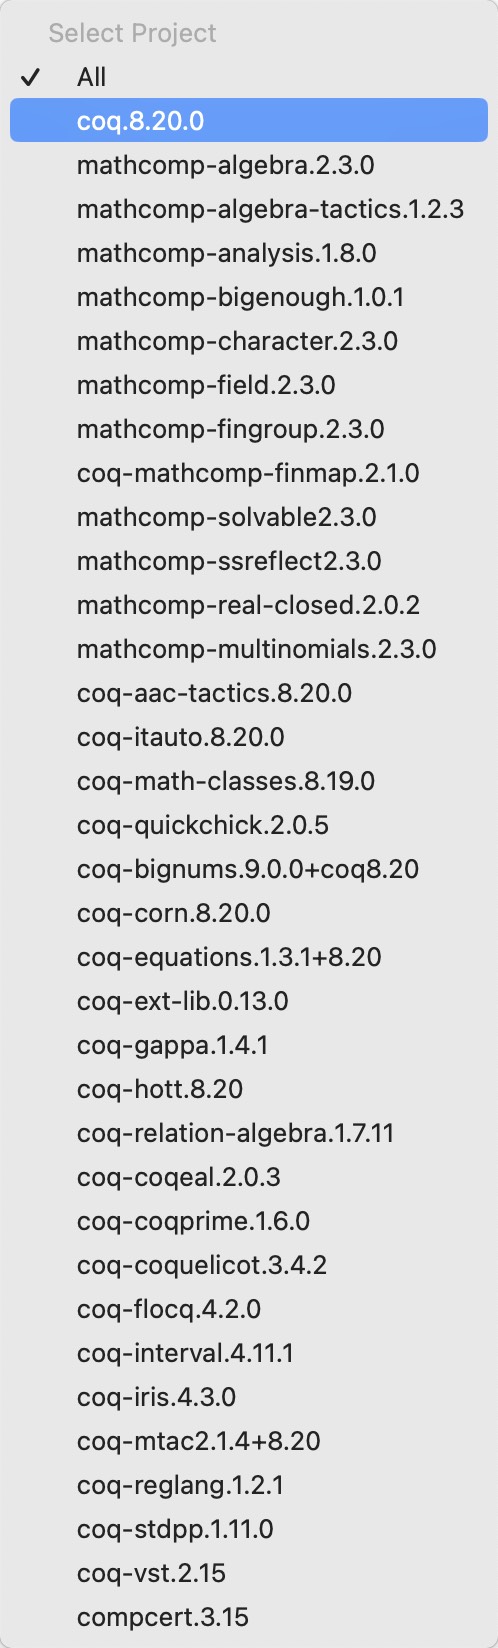 Select Project
✓ All
coq.8.20.0
mathcomp-algebra.2.3.0
mathcomp-algebra-tactics.1.2.3
mathcomp-analysis.1.8.0
mathcomp-bigenough.1.0.1
mathcomp-character.2.3.0
mathcomp-field.2.3.0
mathcomp-fingroup.2.3.0
coq-mathcomp-finmap.2.1.0
mathcomp-solvable2.3.0
mathcomp-ssreflect2.3.0
mathcomp-real-closed.2.0.2
mathcomp-multinomials.2.3.0
coq-aac-tactics.8.20.0
coq-itauto.8.20.0
coq-math-classes.8.19.0
coq-quickchick.2.0.5
coq-bignums.9.0.0+coq8.20
coq-corn.8.20.0
coq-equations.1.3.1+8.20
coq-ext-lib.0.13.0
coq-gappa.1.4.1
coq-hott.8.20
coq-relation-algebra.1.7.11
coq-coqeal.2.0.3
coq-coqprime.1.6.0
coq-coquelicot.3.4.2
coq-flocq.4.2.0
coq-interval.4.11.1
coq-iris.4.3.0
coq-mtac2.1.4+8.20
coq-reglang.1.2.1
coq-stdpp.1.11.0
coq-vst.2.15
compcert.3.15